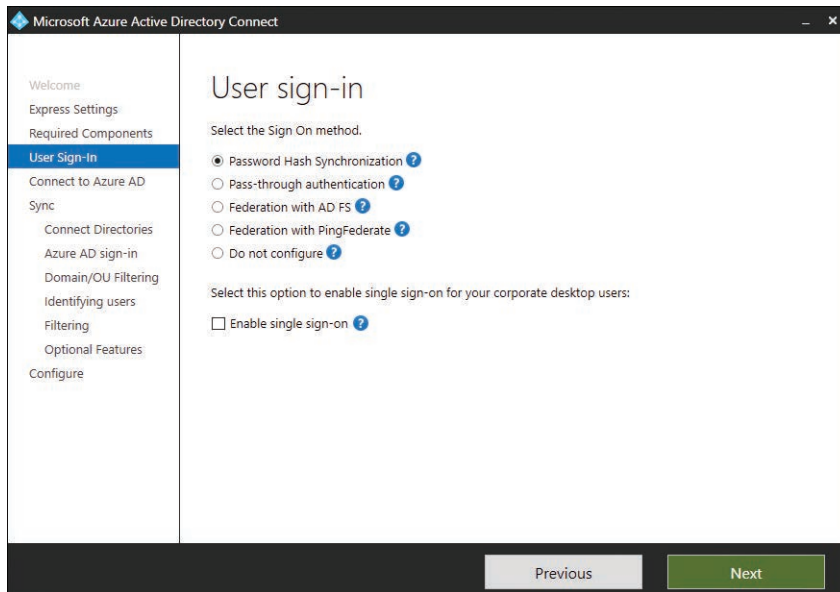 Microsoft Azure Active Directory Connect
Welcome
Express Settings
Required Components
User Sign-In
Connect to Azure AD
Sync
Connect Directories
Azure AD sign-in
Domain/OU Filtering
Identifying users
Filtering
Optional Features
Configure
User sign-in
Select the Sign On method.
Password Hash Synchronization ?
Pass-through authentication ?
Federation with AD FS ?
Federation with PingFederate ?
Do not configure ?
Select this option to enable single sign-on for your corporate desktop users:
Enable single sign-on ?
Previous
Next